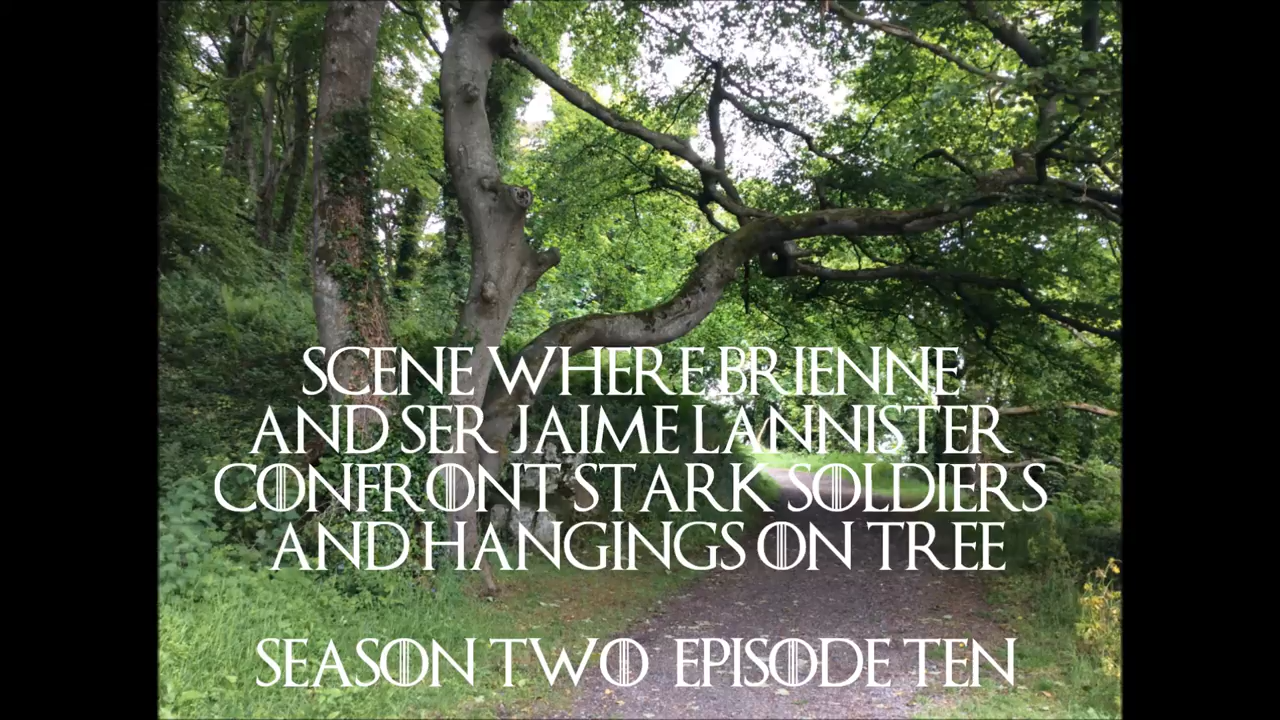 SCENE WHERE BRIENNE
AND SER JAIME LANNISTER
CONFRONT STARK SOLDIERS
AND HANGINGS ON TREE
SEASON TWO EPISODE TEN